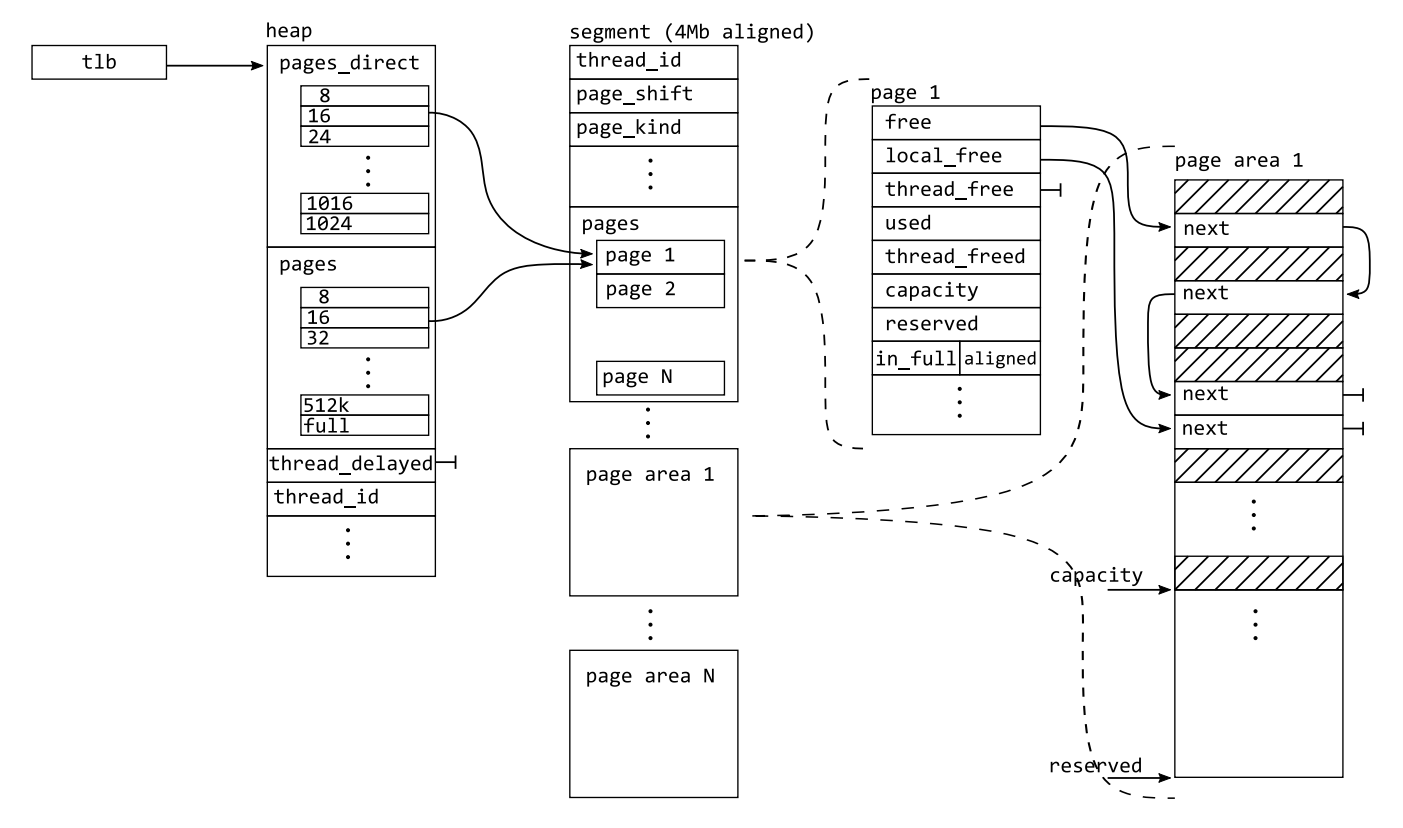 tlb
heap
pages_direct
8
16
24
1016
1024
pages
8
16
32
512k
full
thread_delayed
thread_id
segment (4Mb aligned)
thread_id
page_shift
page_kind
pages
page 1
page 2
page N
page area 1
page area N
page 1
free
local_free
thread_free
used
thread_freed
capacity
reserved
in_full aligned
page area 1
next
next
next
next
capacity
reserved